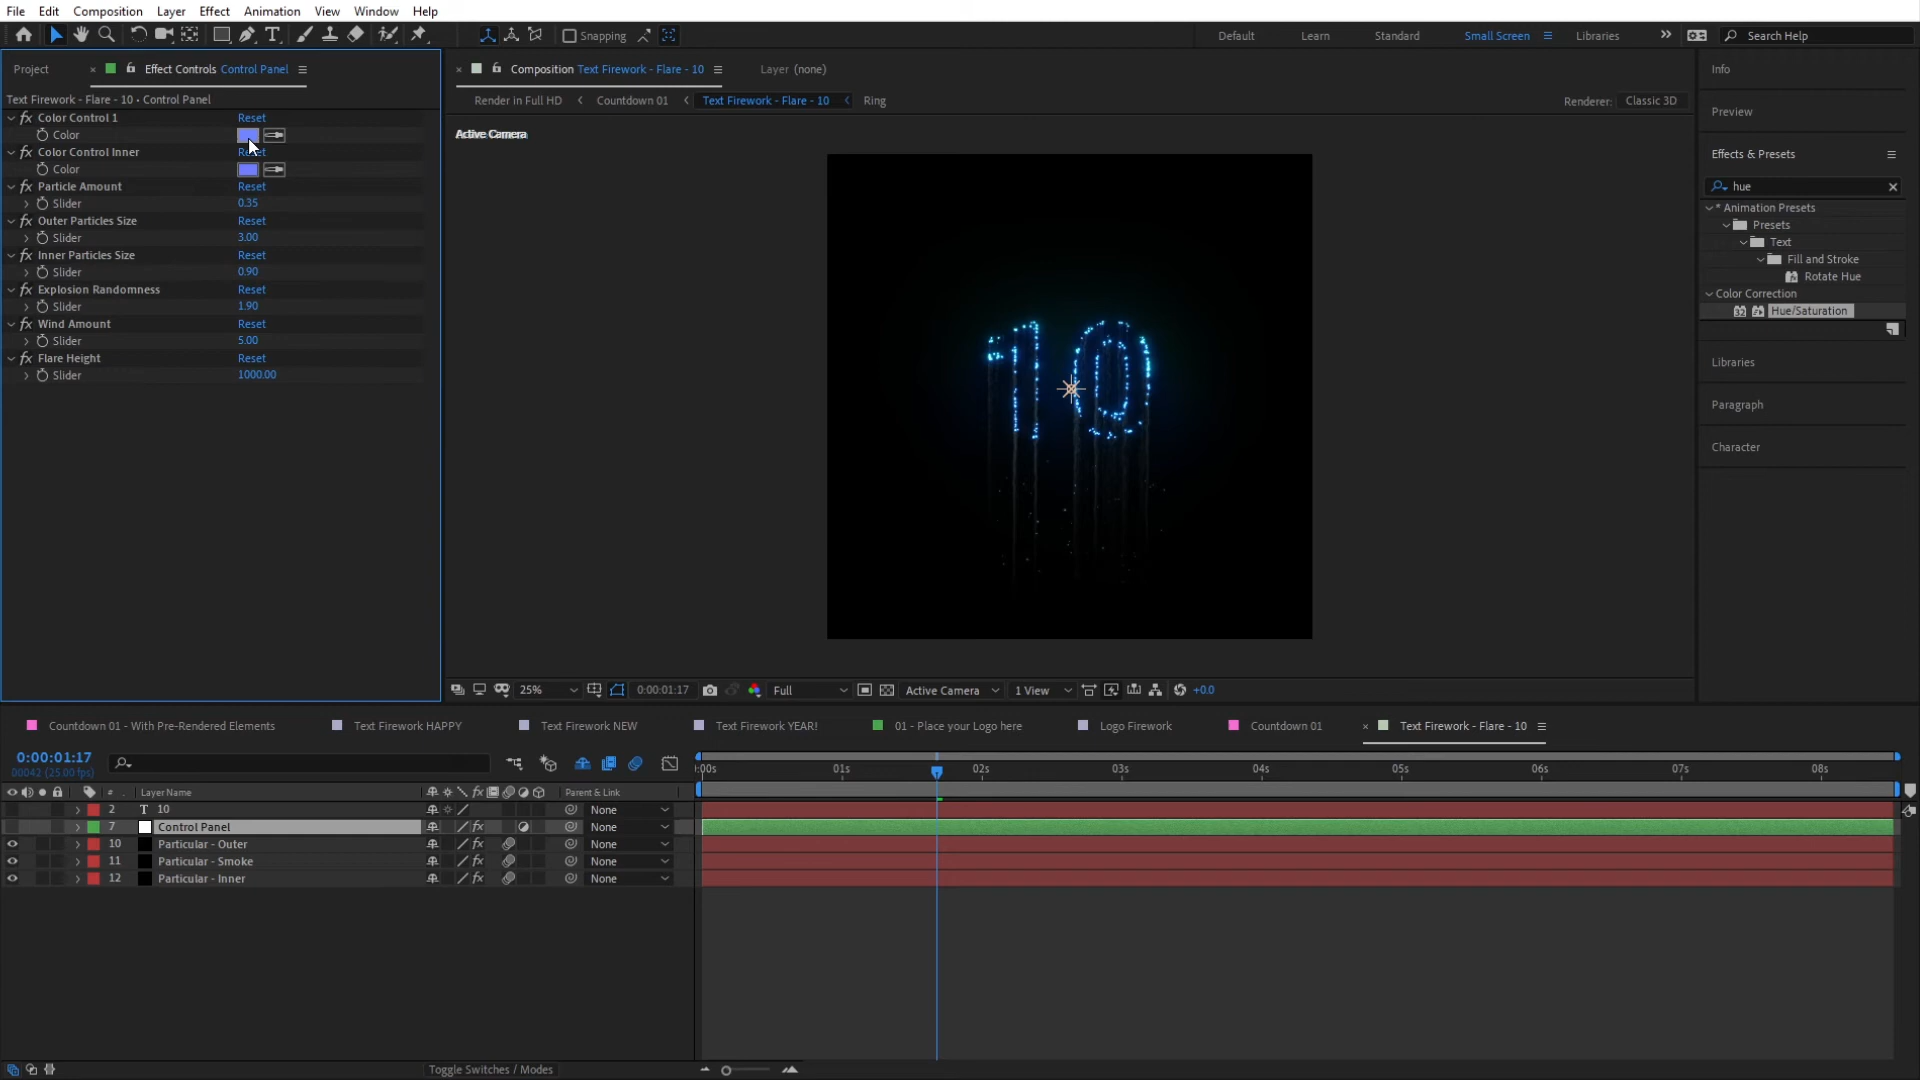 File Edit Composition Layer Effect Animation View Window Help
Snapping Default Learn Standard Small Screen Libraries Search Help
Project Effect Controls Control Panel
Composition Text Firework - Flare - 10 Layer (none)
Info
Text Firework - Flare - 10 • Control Panel
Render in Full HD Countdown 01 Text Firework - Flare - 10 Ring
Renderer: Classic 3D
Preview
Color Control 1 Reset
Color
Color Control Inner Reset
Color
Particle Amount Reset
Slider 0.35
Outer Particles Size Reset
Slider 3.00
Inner Particles Size Reset
Slider 0.90
Explosion Randomness Reset
Slider 1.90
Wind Amount Reset
Slider 5.00
Flare Height Reset
Slider 1000.00
Active Camera
10
Effects & Presets
hue
* Animation Presets
Presets
Text
Fill and Stroke
Rotate Hue
Color Correction
32 Hue/Saturation
Libraries
Paragraph
Character
25% 0:00:01:17 Full Active Camera 1 View +0.0
Countdown 01 - With Pre-Rendered Elements Text Firework HAPPY Text Firework NEW Text Firework YEAR! 01 - Place your Logo here Logo Firework Countdown 01 Text Firework - Flare - 10
0:00:01:17
00042 (25.00 fps)
:00s 01s 02s 03s 04s 05s 06s 07s 08s
# Layer Name fx Parent & Link
2 T 10 None
7 Control Panel fx None
10 Particular - Outer fx None
11 Particular - Smoke fx None
12 Particular - Inner fx None
Toggle Switches / Modes